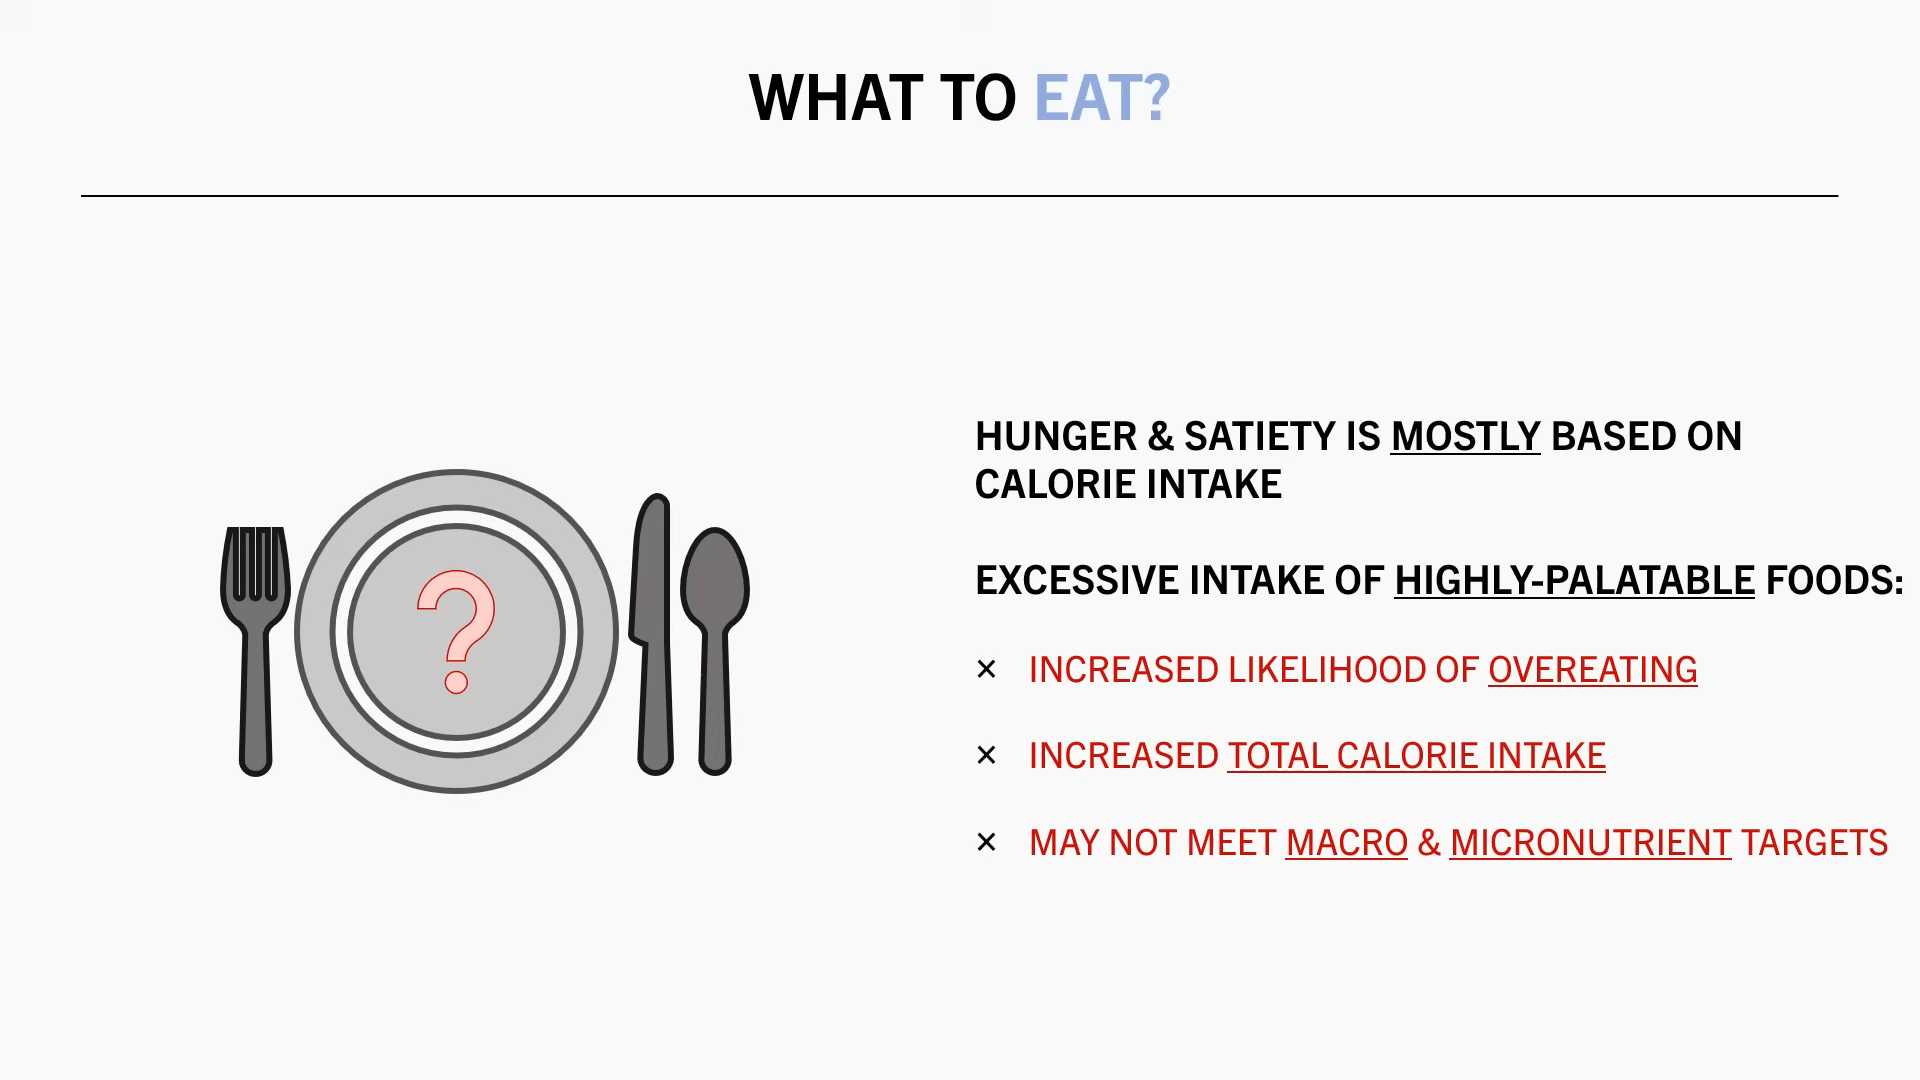 WHAT TO EAT?
HUNGER & SATIETY IS MOSTLY BASED ON
CALORIE INTAKE
EXCESSIVE INTAKE OF HIGHLY-PALATABLE FOODS:
× INCREASED LIKELIHOOD OF OVEREATING
× INCREASED TOTAL CALORIE INTAKE
× MAY NOT MEET MACRO & MICRONUTRIENT TARGETS
?